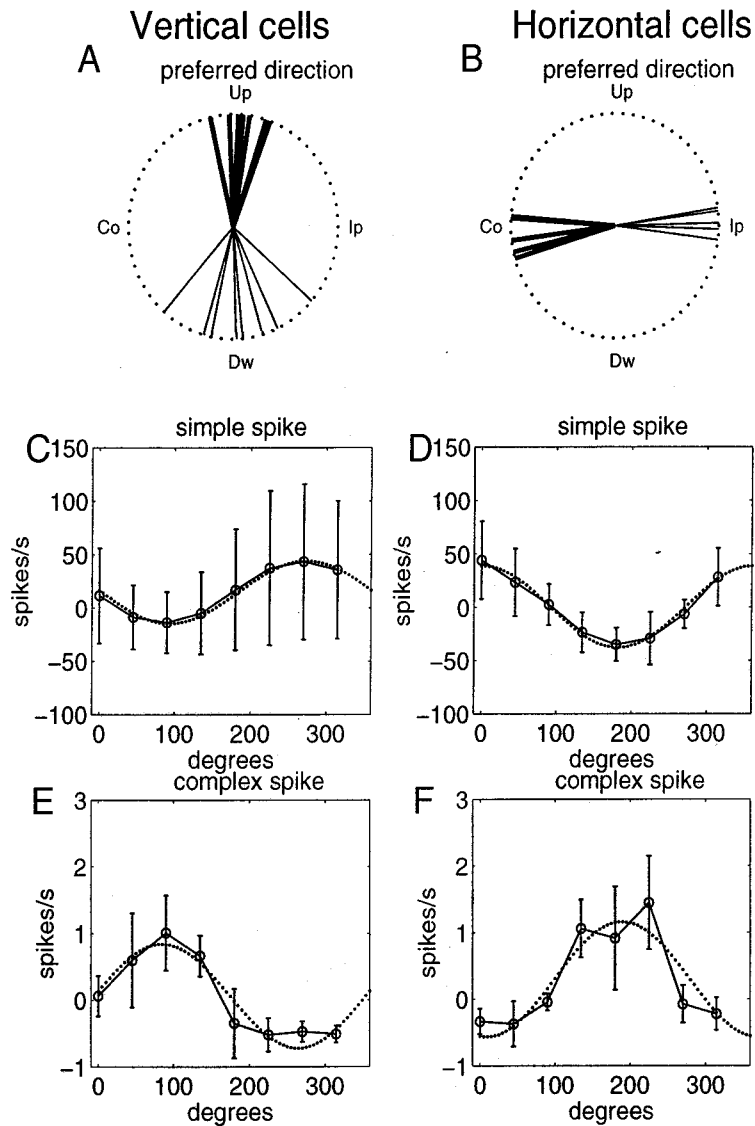 Vertical cells
Horizontal cells
A
preferred direction
Up
Co
Ip
Dw
B
preferred direction
Up
Co
Ip
Dw
C
simple spike
150
100
50
0
−50
−100
spikes/s
0 100 200 300
degrees
D
simple spike
150
100
50
0
−50
−100
spikes/s
0 100 200 300
degrees
E
complex spike
3
2
1
0
−1
spikes/s
0 100 200 300
degrees
F
complex spike
3
2
1
0
−1
spikes/s
0 100 200 300
degrees